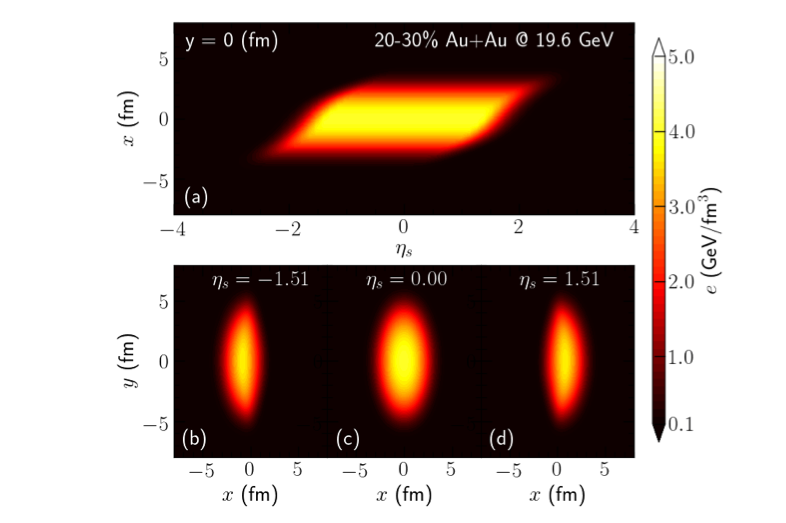 y = 0 (fm) 20-30% Au+Au @ 19.6 GeV
5
0
−5
x (fm)
(a)
−4 −2 0 2 4
ηs
ηs = −1.51 ηs = 0.00 ηs = 1.51
5
0
−5
y (fm)
(b) (c) (d)
−5 0 5 −5 0 5 −5 0 5
x (fm) x (fm) x (fm)
5.0
4.0
3.0
2.0
1.0
0.1
e (GeV/fm³)